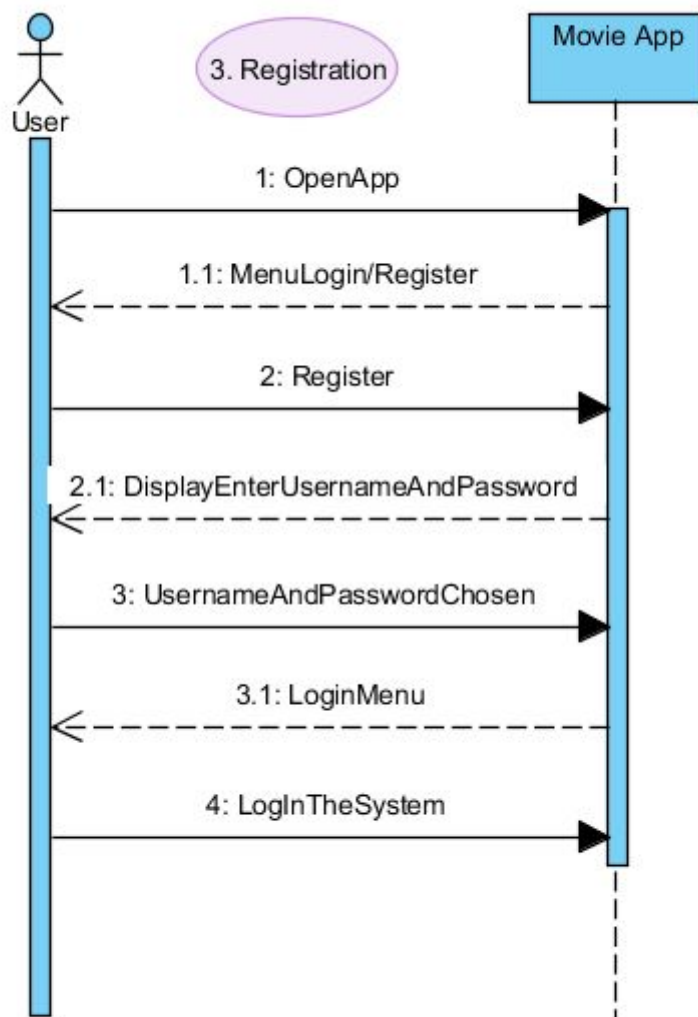 3. Registration
Movie App
User
1: OpenApp
1.1: MenuLogin/Register
2: Register
2.1: DisplayEnterUsernameAndPassword
3: UsernameAndPasswordChosen
3.1: LoginMenu
4: LogInTheSystem